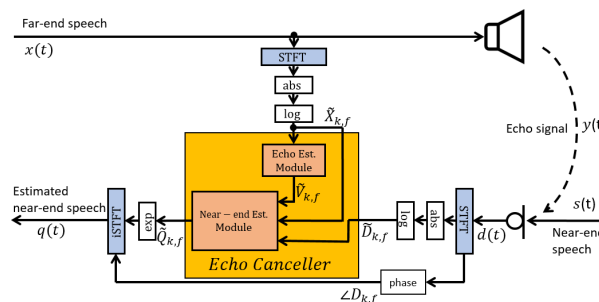 Far-end speech
x(t)
STFT
abs
log
X̃k,f
Echo signal
y(t
Echo Est.
Module
Ṽk,f
Near – end Est.
Module
Echo Canceller
Estimated
near-end speech
q(t)
iSTFT
exp
Q̃k,f
D̃k,f
log
abs
STFT
d(t)
s(t)
Near-end
speech
phase
∠Dk,f